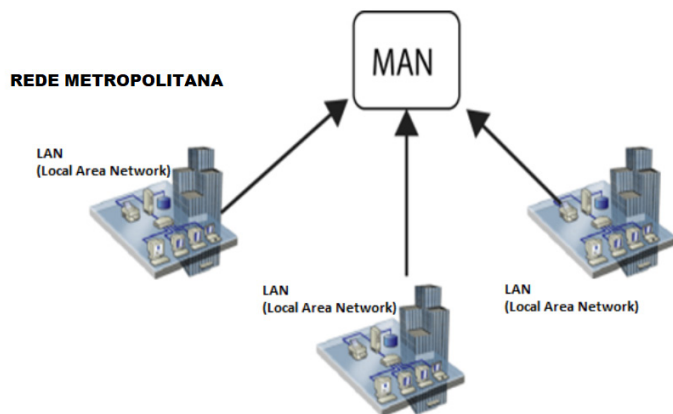 MAN
REDE METROPOLITANA
LAN
(Local Area Network)
LAN
(Local Area Network)
LAN
(Local Area Network)